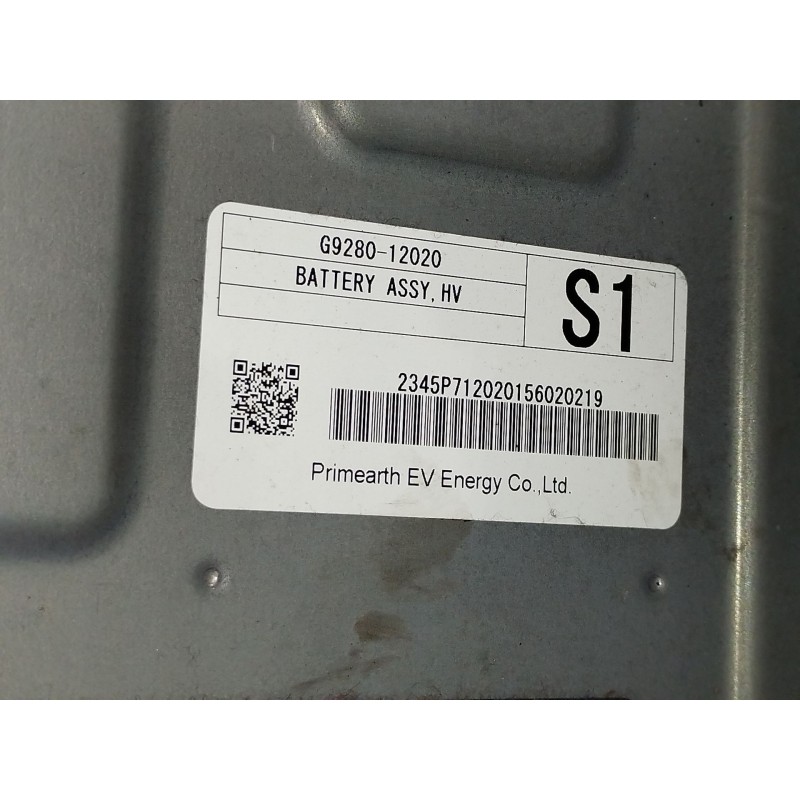 G9280-12020
BATTERY ASSY, HV
S1
2345P712020156020219
Primearth EV Energy Co.,Ltd.